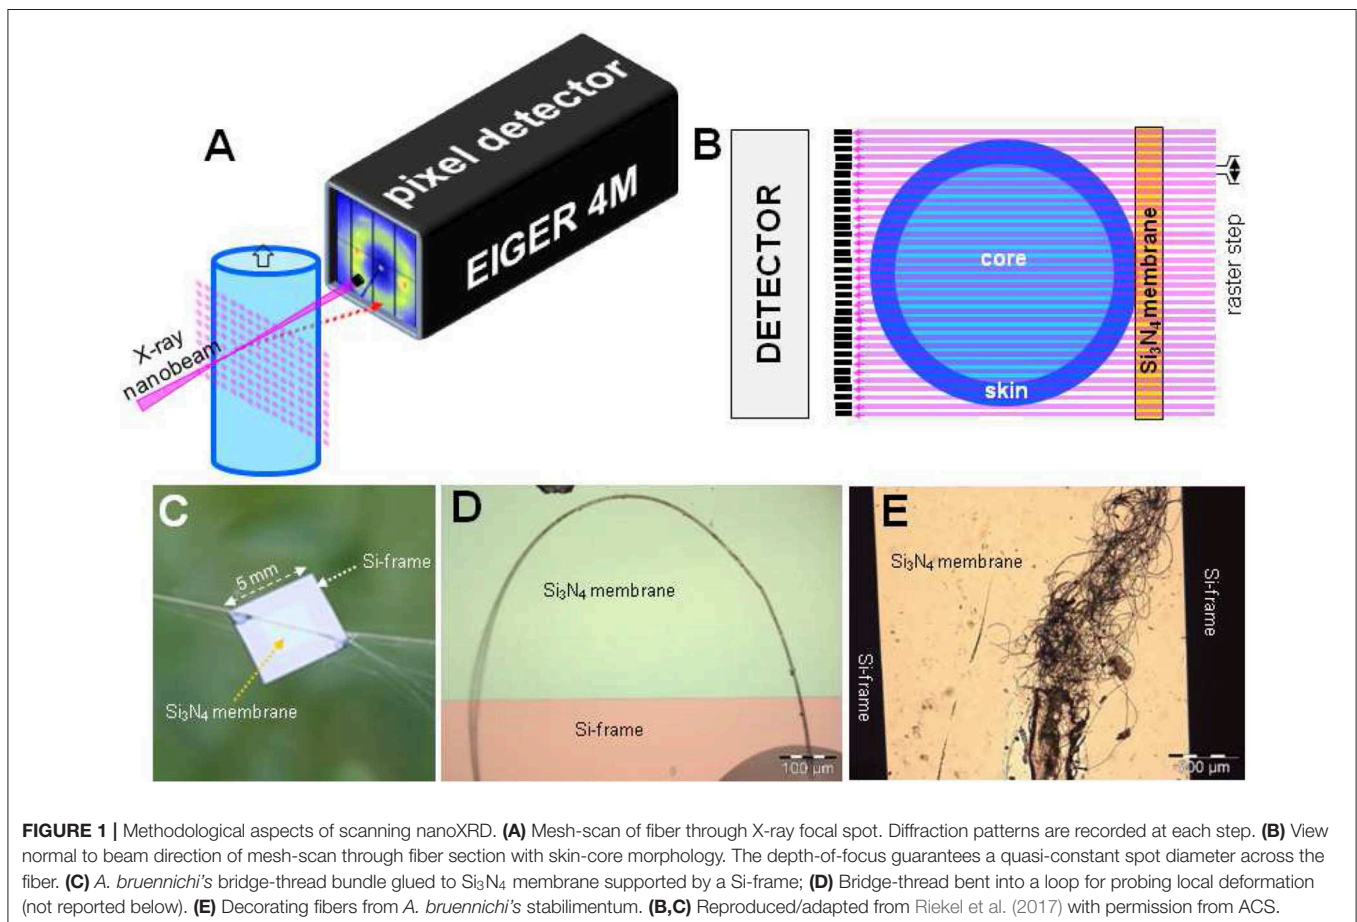 A
pixel detector
EIGER 4M
X-ray
nanobeam
B
DETECTOR
core
skin
Si₃N₄ membrane
raster step
C
5 mm
Si-frame
Si₃N₄ membrane
D
Si₃N₄ membrane
Si-frame
100 µm
E
Si₃N₄ membrane
Si-frame
Si-frame
µm
FIGURE 1 | Methodological aspects of scanning nanoXRD. (A) Mesh-scan of fiber through X-ray focal spot. Diffraction patterns are recorded at each step. (B) View
normal to beam direction of mesh-scan through fiber section with skin-core morphology. The depth-of-focus guarantees a quasi-constant spot diameter across the
fiber. (C) A. bruennichi's bridge-thread bundle glued to Si₃N₄ membrane supported by a Si-frame; (D) Bridge-thread bent into a loop for probing local deformation
(not reported below). (E) Decorating fibers from A. bruennichi's stabilimentum. (B,C) Reproduced/adapted from Riekel et al. (2017) with permission from ACS.